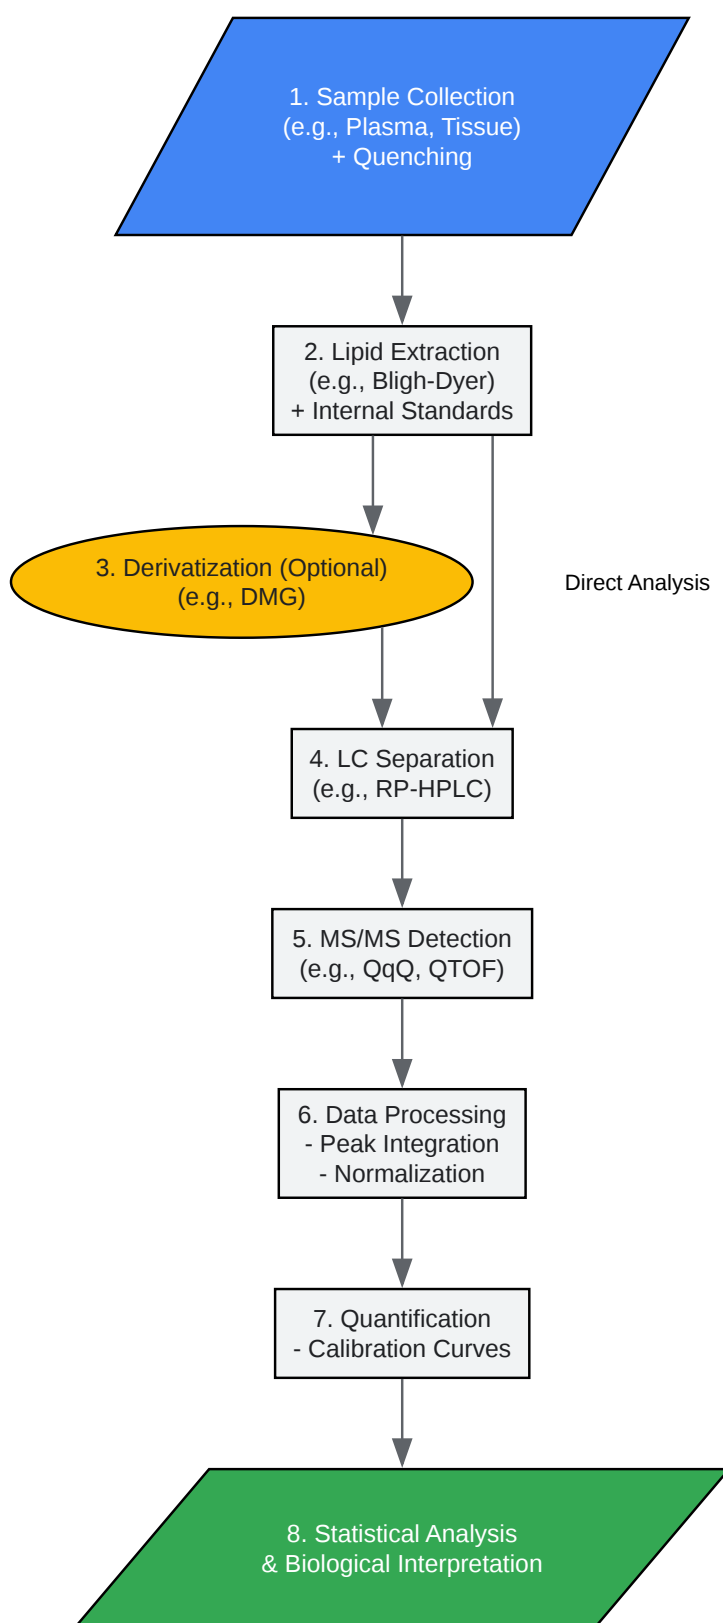 1. Sample Collection
(e.g., Plasma, Tissue)
+ Quenching
2. Lipid Extraction
(e.g., Bligh-Dyer)
+ Internal Standards
3. Derivatization (Optional)
(e.g., DMG)
Direct Analysis
4. LC Separation
(e.g., RP-HPLC)
5. MS/MS Detection
(e.g., QqQ, QTOF)
6. Data Processing
- Peak Integration
- Normalization
7. Quantification
- Calibration Curves
8. Statistical Analysis
& Biological Interpretation